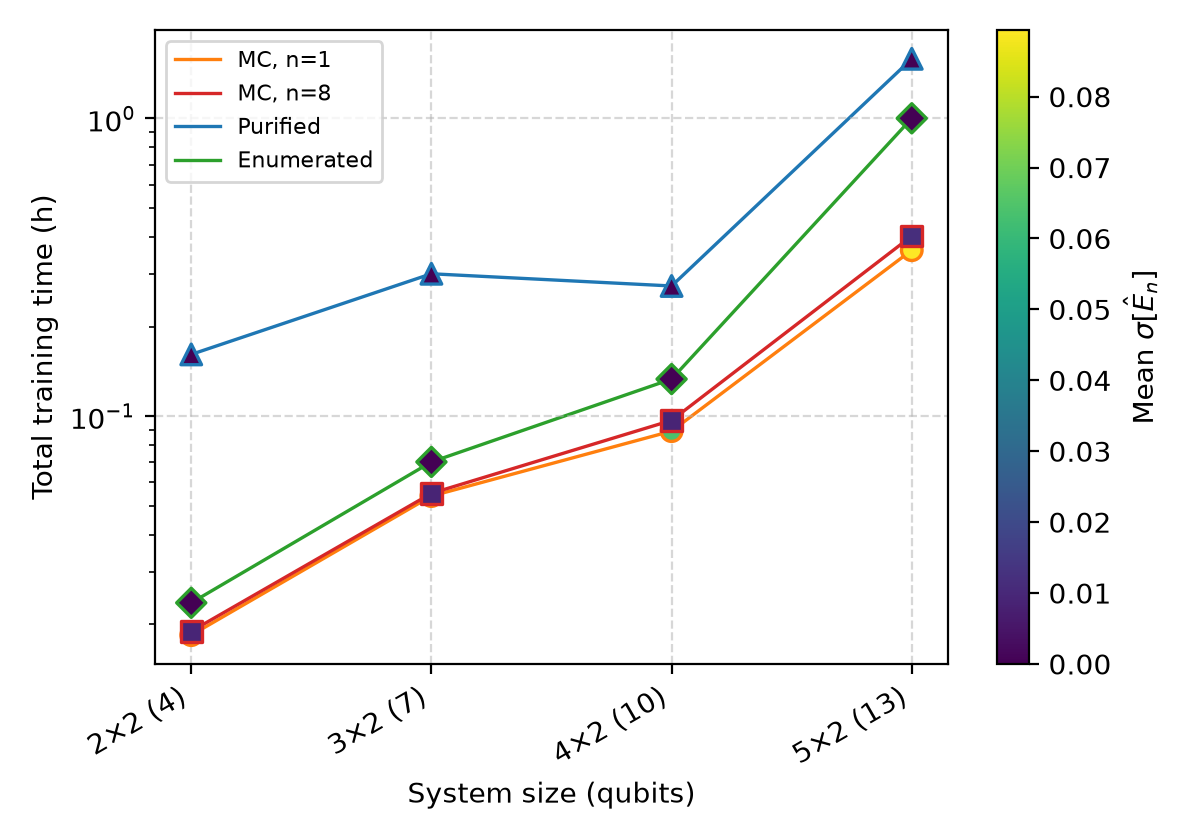 MC, n=1
MC, n=8
Purified
Enumerated
10⁰
10⁻¹
Total training time (h)
2×2 (4)
3×2 (7)
4×2 (10)
5×2 (13)
System size (qubits)
0.08
0.07
0.06
0.05
0.04
0.03
0.02
0.01
0.00
Mean σ[Ê_n]